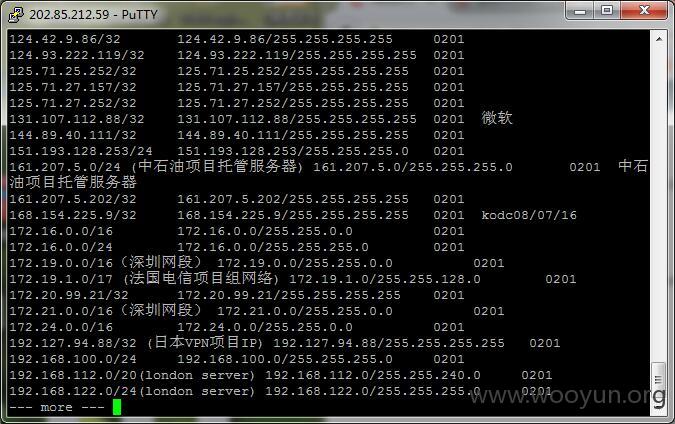 202.85.212.59 - PuTTY
124.42.9.86/32 124.42.9.86/255.255.255.255 0201
124.93.222.119/32 124.93.222.119/255.255.255.255 0201
125.71.25.252/32 125.71.25.252/255.255.255.255 0201
125.71.27.157/32 125.71.27.157/255.255.255.255 0201
125.71.27.252/32 125.71.27.252/255.255.255.255 0201
131.107.112.88/32 131.107.112.88/255.255.255.255 0201 微软
144.89.40.111/32 144.89.40.111/255.255.255.255 0201
151.193.128.253/24 151.193.128.253/255.255.255.0 0201
161.207.5.0/24 (中石油项目托管服务器) 161.207.5.0/255.255.255.0 0201 中石
油项目托管服务器
161.207.5.202/32 161.207.5.202/255.255.255.255 0201
168.154.225.9/32 168.154.225.9/255.255.255.255 0201 kodc08/07/16
172.16.0.0/16 172.16.0.0/255.255.0.0 0201
172.16.0.0/24 172.16.0.0/255.255.255.0 0201
172.19.0.0/16（深圳网段） 172.19.0.0/255.255.0.0 0201
172.19.1.0/17 (法国电信项目组网络) 172.19.1.0/255.255.128.0 0201
172.20.99.21/32 172.20.99.21/255.255.255.255 0201
172.21.0.0/16（深圳网段） 172.21.0.0/255.255.0.0 0201
172.24.0.0/16 172.24.0.0/255.255.0.0 0201
192.127.94.88/32 (日本VPN项目IP) 192.127.94.88/255.255.255.255 0201
192.168.100.0/24 192.168.100.0/255.255.255.0 0201
192.168.112.0/20(london server) 192.168.112.0/255.255.240.0 0201
192.168.122.0/24(london server) 192.168.122.0/255.255.255.0 0201
--- more ---
www.wooyun.org